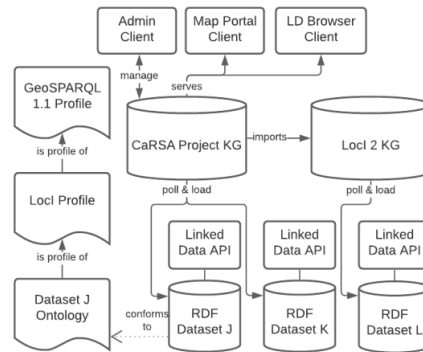 Admin
Client
Map Portal
Client
LD Browser
Client
manage
serves
GeoSPARQL
1.1 Profile
CaRSA Project KG
imports
LocI 2 KG
is profile of
poll & load
poll & load
LocI Profile
Linked
Data API
Linked
Data API
Linked
Data API
is profile of
Dataset J
Ontology
conforms
to
RDF
Dataset J
RDF
Dataset K
RDF
Dataset L